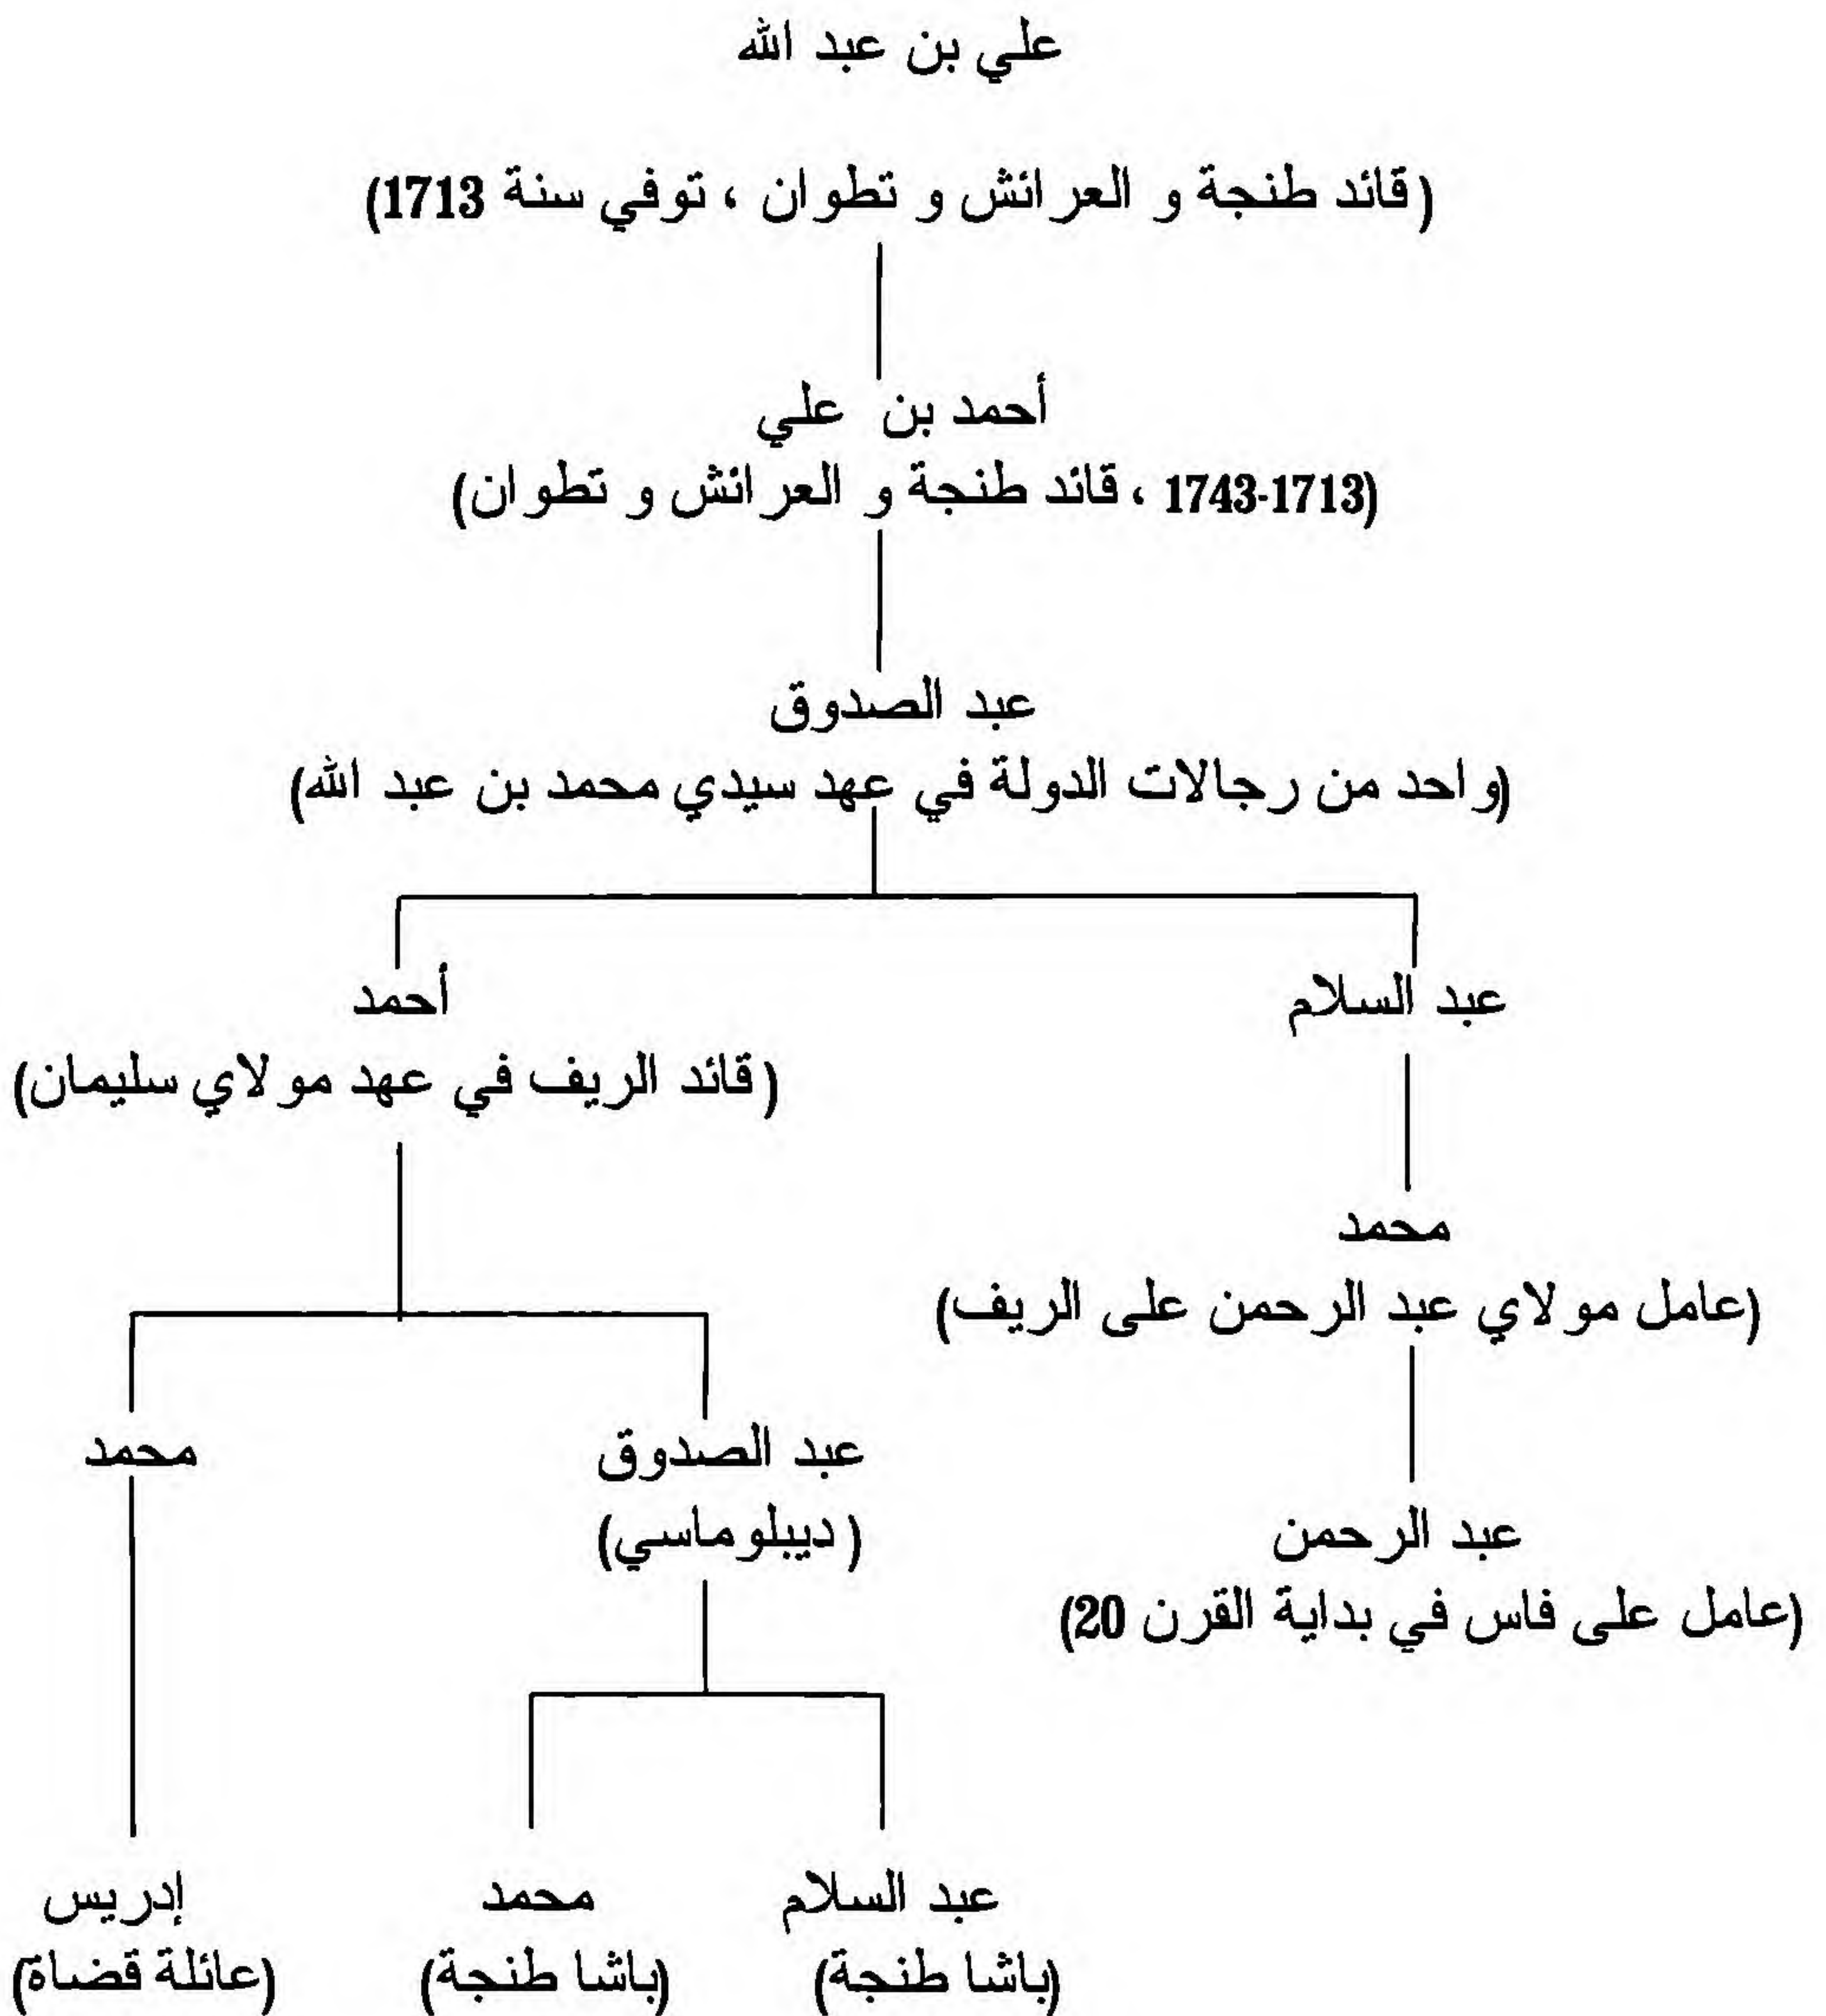 علي بن عبد الله
(قائد طنجة و العرائش و تطوان ، توفي سنة 1713)
أحمد بن علي
(1713-1743 ، قائد طنجة و العرائش و تطوان)
عبد الصدوق
(واحد من رجالات الدولة في عهد سيدي محمد بن عبد الله)
عبد السلام
أحمد
(قائد الريف في عهد مولاي سليمان)
محمد
(عامل مولاي عبد الرحمن على الريف)
عبد الصدوق
(ديبلوماسي)
محمد
عبد الرحمن
(عامل على فاس في بداية القرن 20)
عبد السلام
(باشا طنجة)
محمد
(باشا طنجة)
إدريس
(عائلة قضاة)